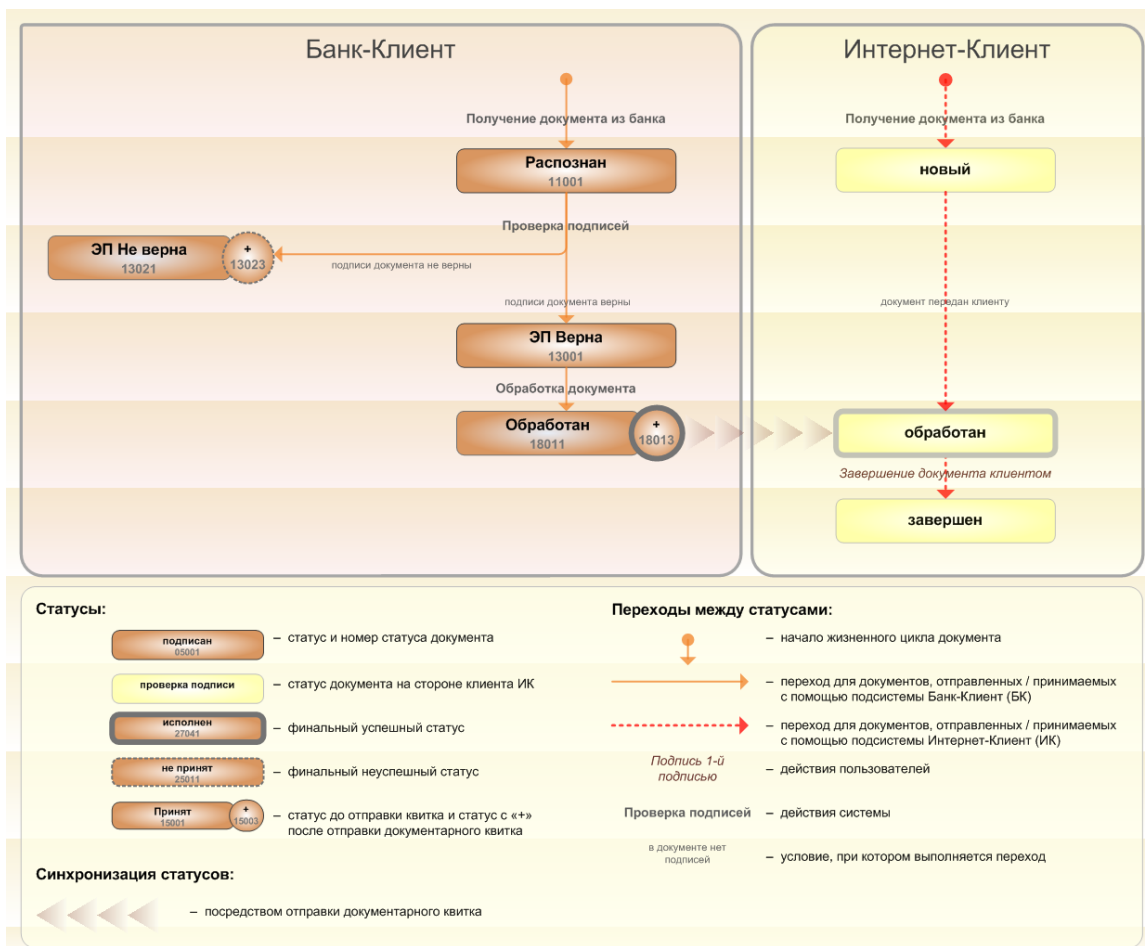 Банк-Клиент
Интернет-Клиент
Получение документа из банка
Получение документа из банка
Распознан
11001
новый
Проверка подписей
ЭП Не верна
13021
+
13023
подписи документа не верны
подписи документа верны
документ передан клиенту
ЭП Верна
13001
Обработка документа
Обработан
18011
+
18013
обработан
Завершение документа клиентом
завершен
Статусы:
подписан
05001
– статус и номер статуса документа
проверка подписи
– статус документа на стороне клиента ИК
исполнен
27041
– финальный успешный статус
не принят
25011
– финальный неуспешный статус
Принят
15001
+
15003
– статус до отправки квитка и статус с «+»
после отправки документарного квитка
Синхронизация статусов:
– посредством отправки документарного квитка
Переходы между статусами:
– начало жизненного цикла документа
– переход для документов, отправленных / принимаемых
с помощью подсистемы Банк-Клиент (БК)
– переход для документов, отправленных / принимаемых
с помощью подсистемы Интернет-Клиент (ИК)
Подпись 1-й
подписью
– действия пользователей
Проверка подписей
– действия системы
в документе нет
подписей
– условие, при котором выполняется переход